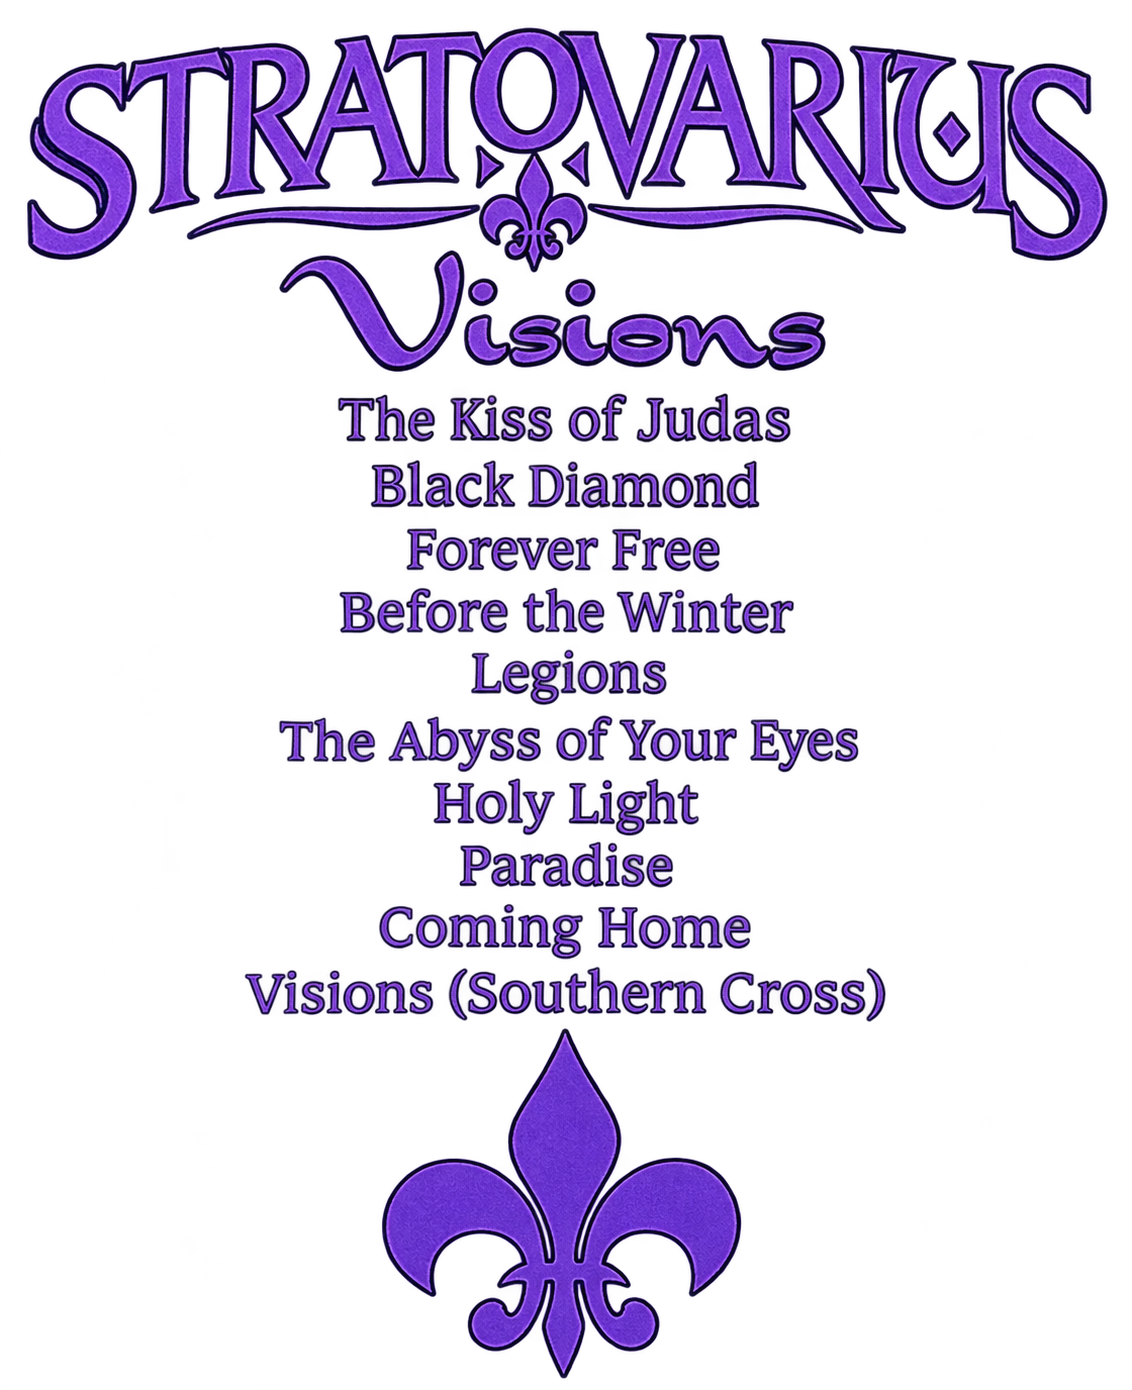 STRATOVARIUS
Visions
The Kiss of Judas
Black Diamond
Forever Free
Before the Winter
Legions
The Abyss of Your Eyes
Holy Light
Paradise
Coming Home
Visions (Southern Cross)